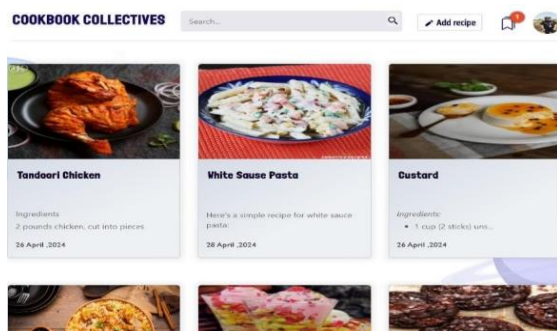 COOKBOOK COLLECTIVES
Search...
Add recipe
1
Tandoori Chicken
Ingredients
2 pounds chicken, cut into pieces
26 April ,2024
White Sause Pasta
Here's a simple recipe for white sauce
pasta:
28 April ,2024
Custard
Ingredients:
• 1 cup (2 sticks) uns...
26 April ,2024